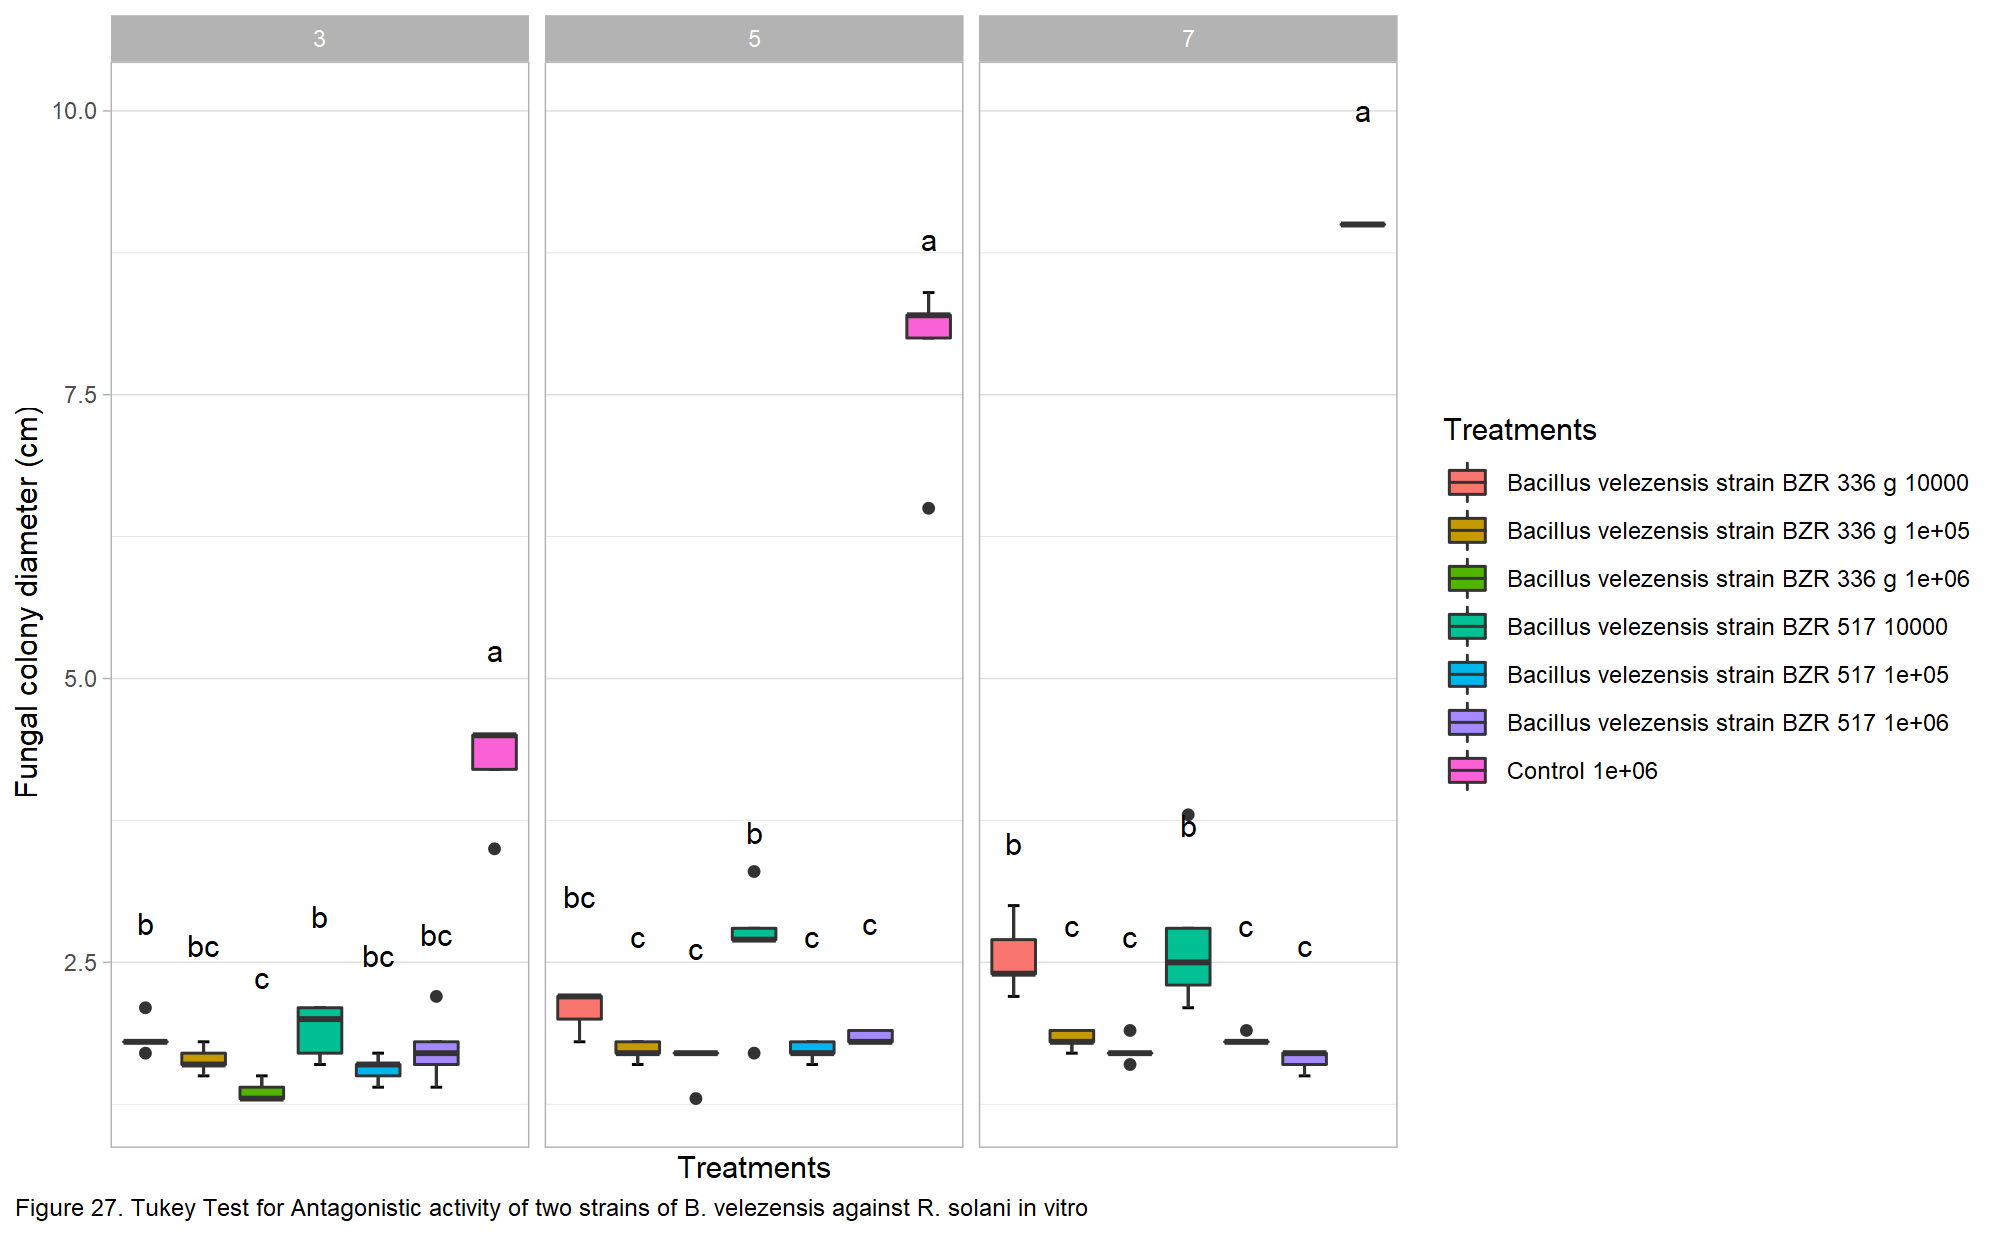 3
5
7
10.0
7.5
5.0
2.5
Fungal colony diameter (cm)
b
bc
c
b
bc
bc
a
bc
c
c
b
c
c
a
b
c
c
b
c
c
a
Treatments
Treatments
Bacillus velezensis strain BZR 336 g 10000
Bacillus velezensis strain BZR 336 g 1e+05
Bacillus velezensis strain BZR 336 g 1e+06
Bacillus velezensis strain BZR 517 10000
Bacillus velezensis strain BZR 517 1e+05
Bacillus velezensis strain BZR 517 1e+06
Control 1e+06
Figure 27. Tukey Test for Antagonistic activity of two strains of B. velezensis against R. solani in vitro